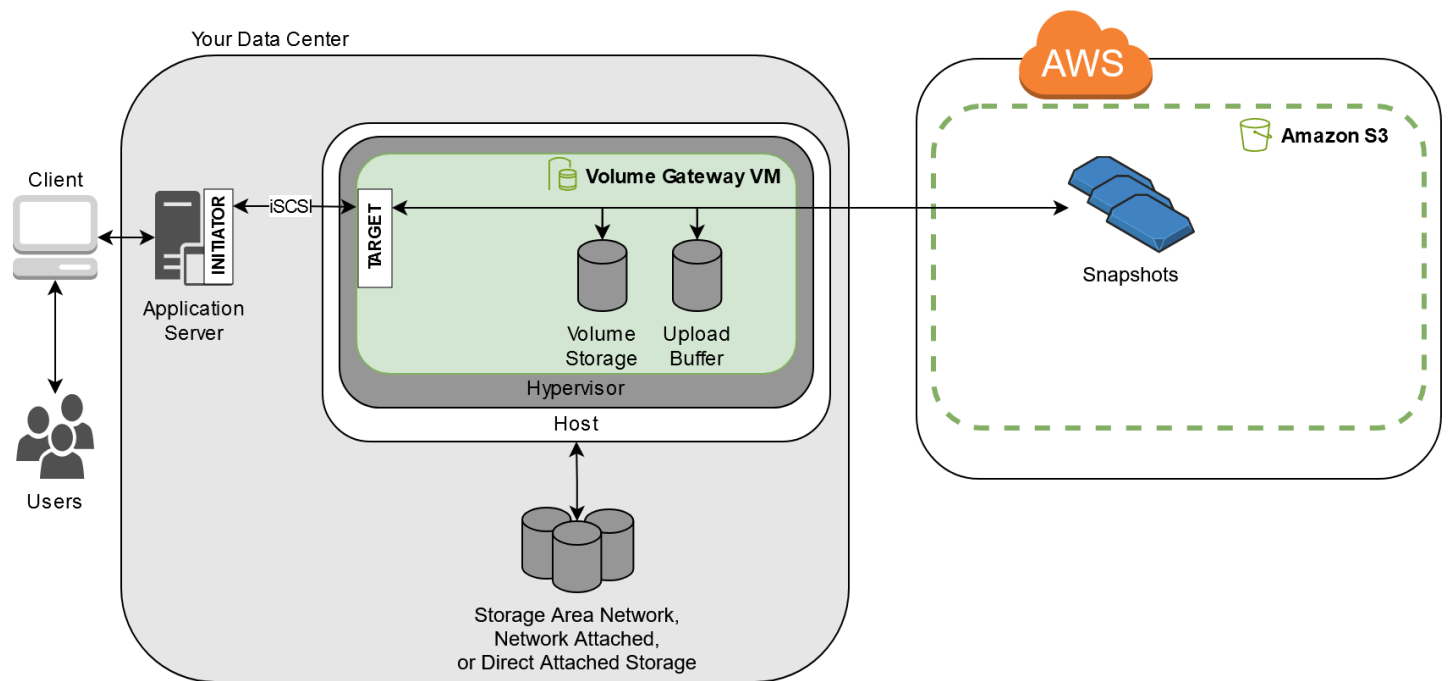 Your Data Center
AWS
Amazon S3
Client
INITIATOR
iSCSI
TARGET
Volume Gateway VM
Snapshots
Application
Server
Volume
Storage
Upload
Buffer
Hypervisor
Host
Users
Storage Area Network,
Network Attached,
or Direct Attached Storage